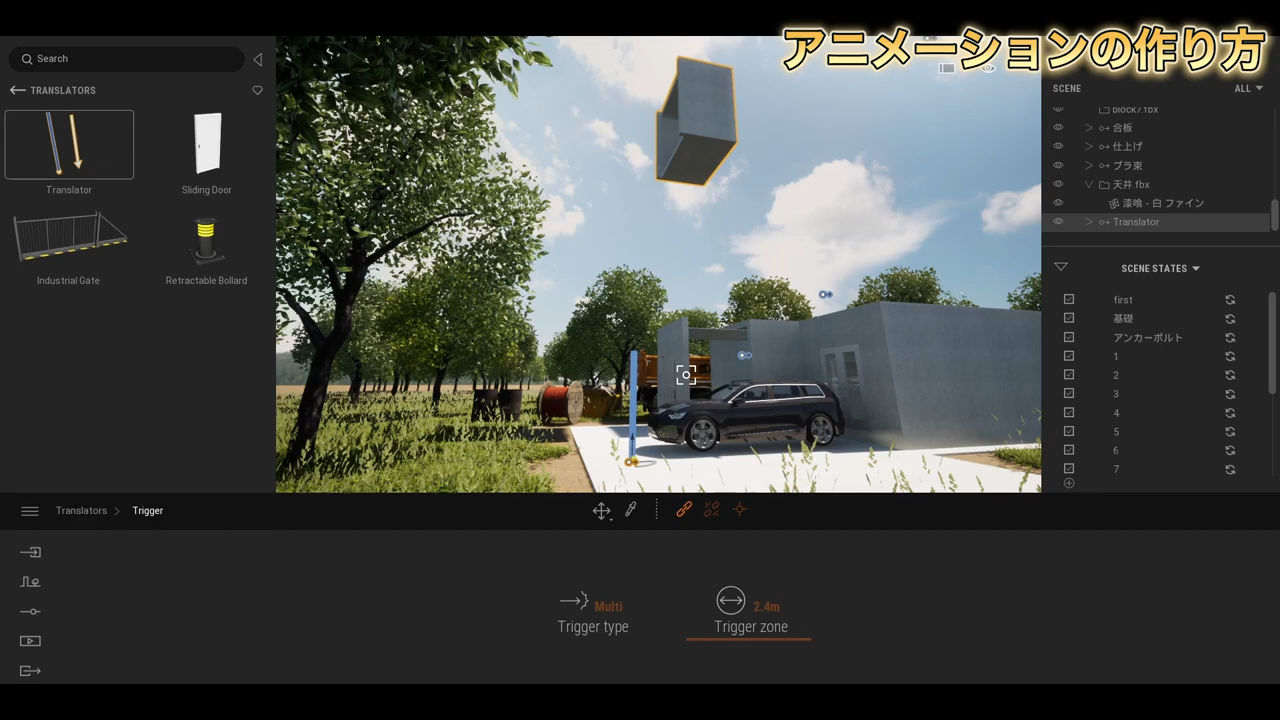 アニメーションの作り方
Search
TRANSLATORS
Translator
Sliding Door
Industrial Gate
Retractable Bollard
SCENE
ALL
合板
仕上げ
プラ束
天井 fbx
漆喰 - 白 ファイン
Translator
SCENE STATES
first
基礎
アンカーボルト
1
2
3
4
5
6
7
Translators
Trigger
Multi
Trigger type
2.4m
Trigger zone